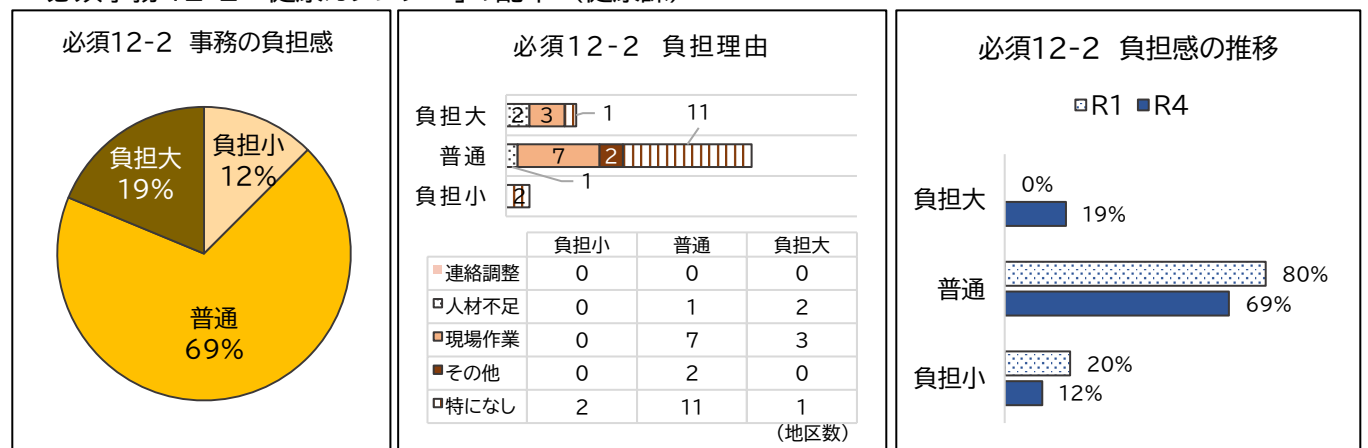 必須12-2 事務の負担感
負担大
19%
負担小
12%
普通
69%
必須12-2 負担理由
負担大
2
3
1
11
普通
7
2
1
負担小
2
負担小 普通 負担大
連絡調整 0 0 0
人材不足 0 1 2
現場作業 0 7 3
その他 0 2 0
特になし 2 11 1
(地区数)
必須12-2 負担感の推移
R1 R4
負担大
0%
19%
普通
80%
69%
負担小
20%
12%